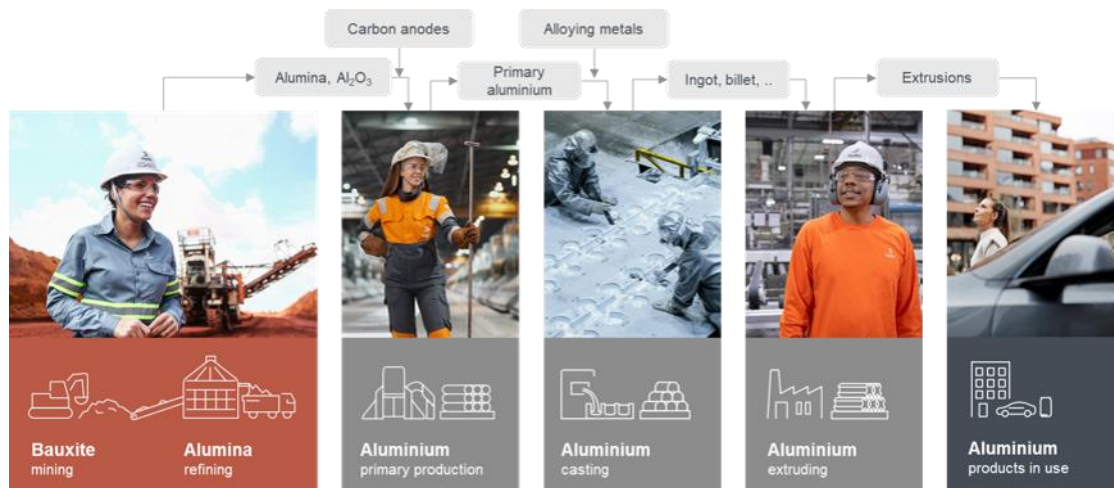 Carbon anodes
Alloying metals
Alumina, Al₂O₃
Primary
aluminium
Ingot, billet, ..
Extrusions
Bauxite
mining
Alumina
refining
Aluminium
primary production
Aluminium
casting
Aluminium
extruding
Aluminium
products in use